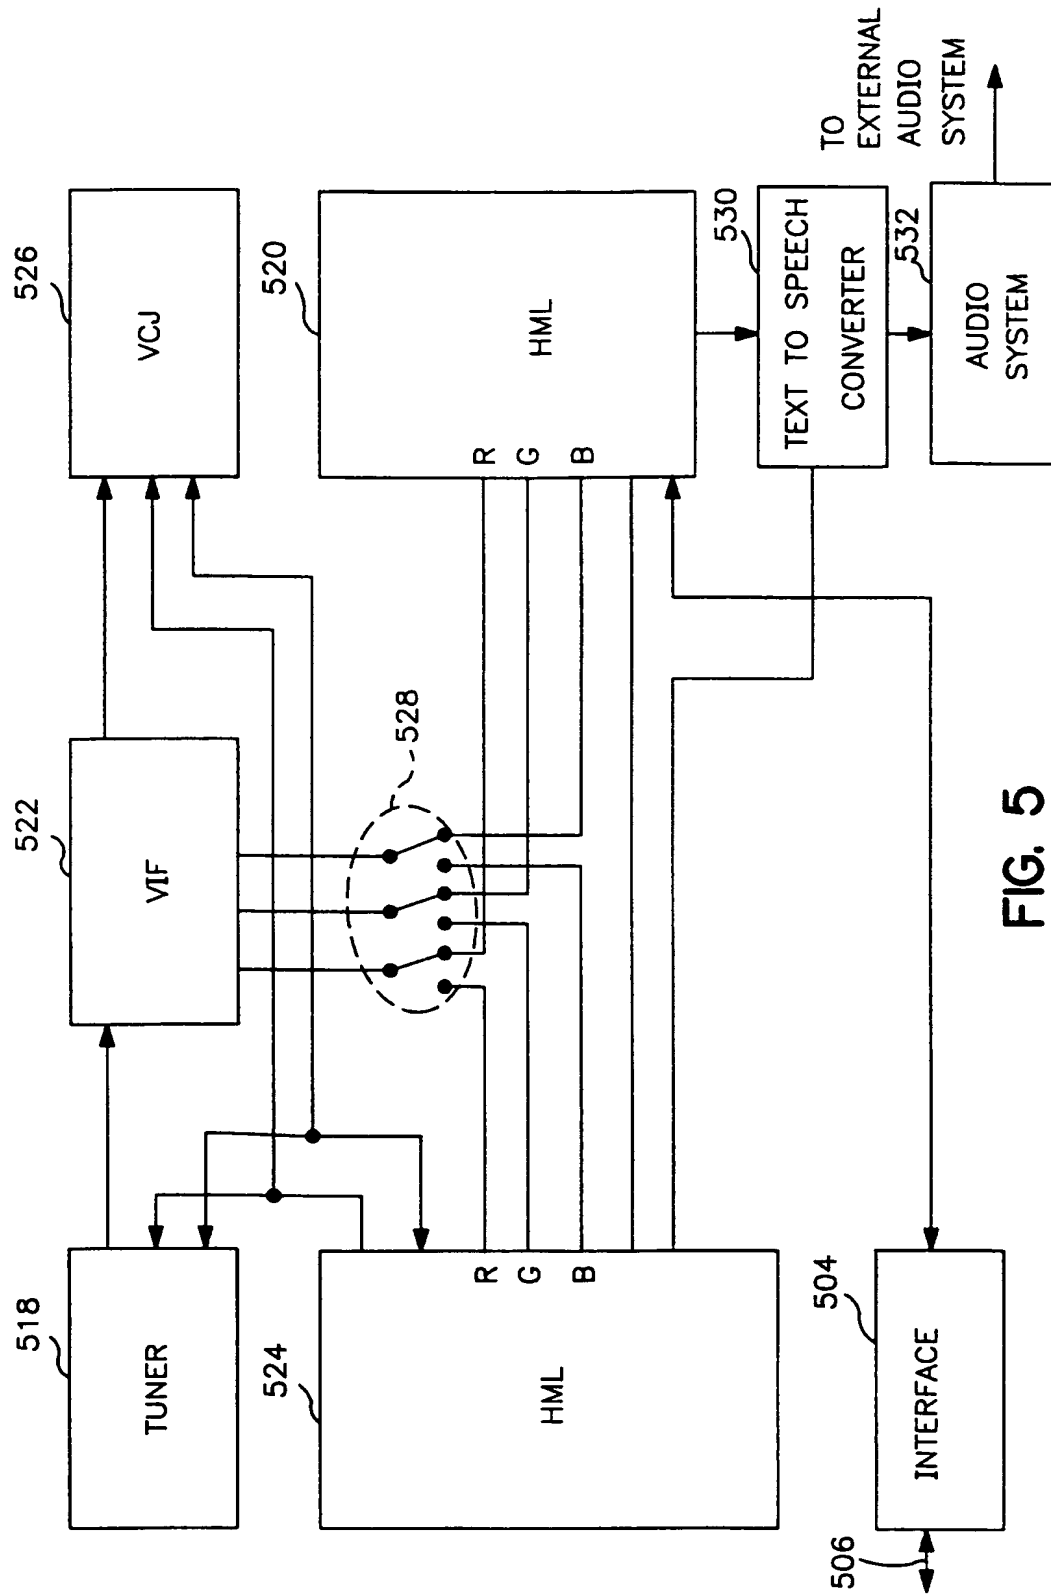 518
TUNER
522
VIF
526
VCJ
528
524
HML
R
G
B
520
HML
R
G
B
530
TEXT TO SPEECH
CONVERTER
TO
EXTERNAL
AUDIO
SYSTEM
532
AUDIO
SYSTEM
504
INTERFACE
506
FIG. 5